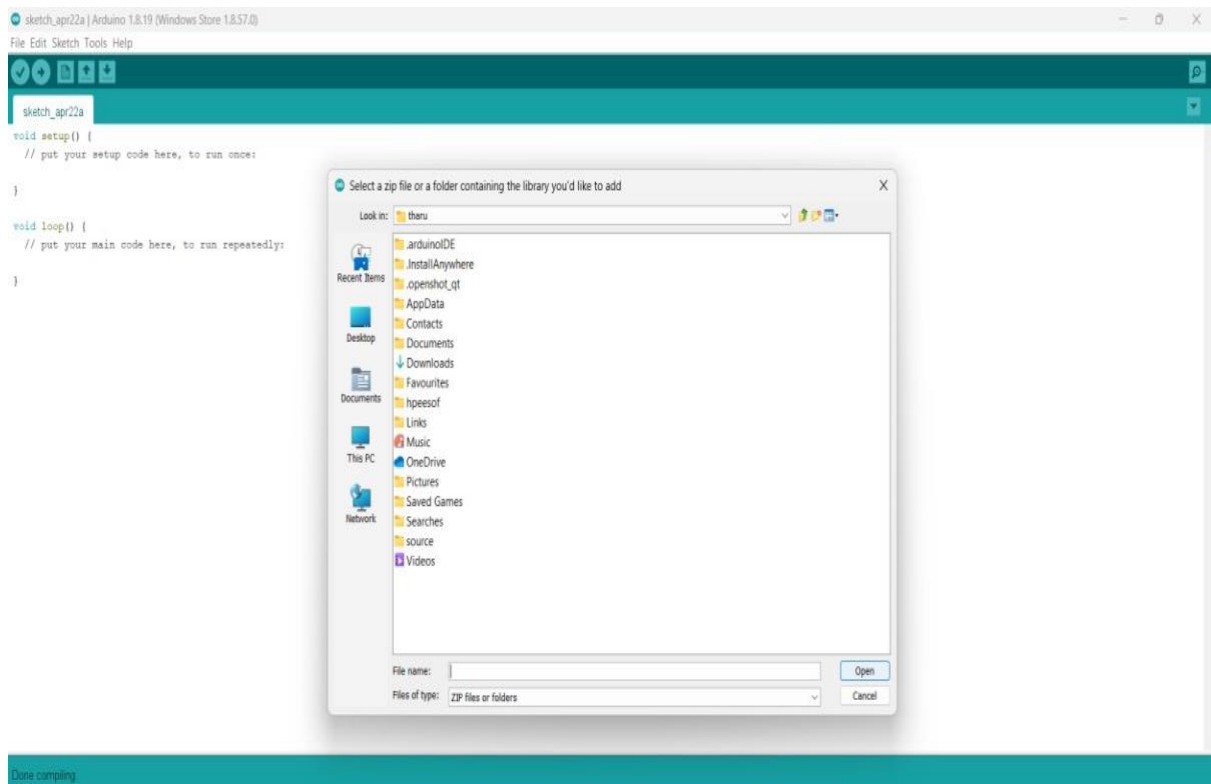 sketch_apr22a | Arduino 1.8.19 (Windows Store 1.8.57.0)
File Edit Sketch Tools Help
sketch_apr22a
void setup() {
// put your setup code here, to run once:
}
void loop() {
// put your main code here, to run repeatedly:
}
Select a zip file or a folder containing the library you'd like to add
Look in: tharu
Recent Items
Desktop
Documents
This PC
Network
.arduinoIDE
.InstallAnywhere
.openshot_qt
AppData
Contacts
Documents
Downloads
Favourites
hpeesof
Links
Music
OneDrive
Pictures
Saved Games
Searches
source
Videos
File name:
Open
Files of type: ZIP files or folders
Cancel
Done compiling.